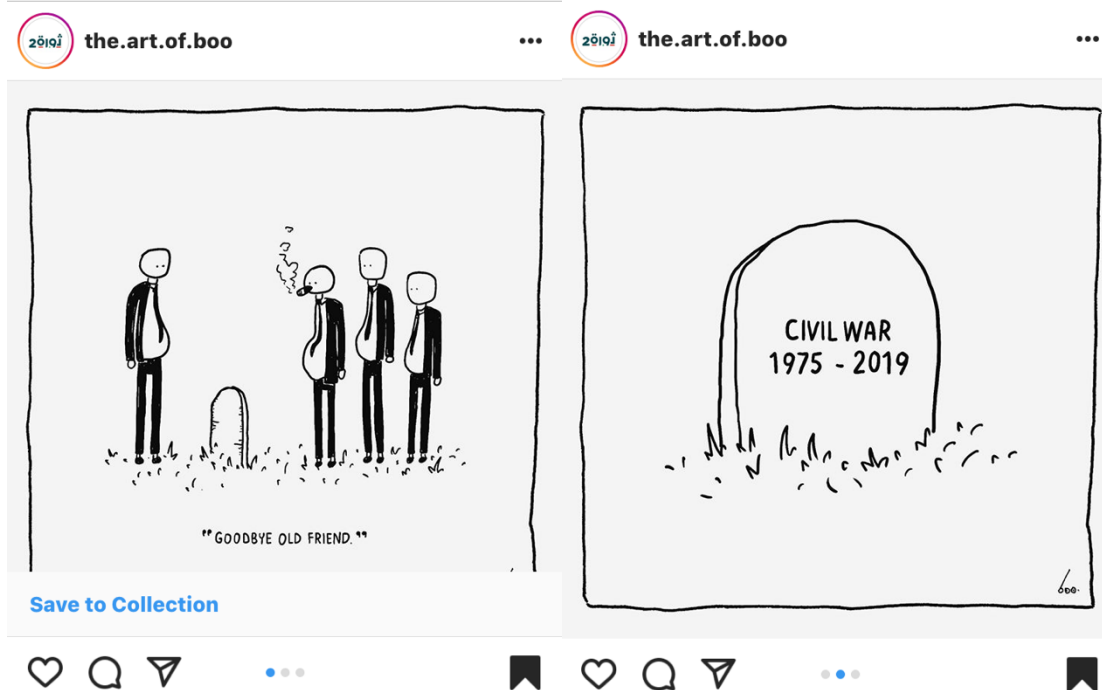 the.art.of.boo
"GOODBYE OLD FRIEND."
Save to Collection
the.art.of.boo
CIVIL WAR
1975 - 2019
boo.